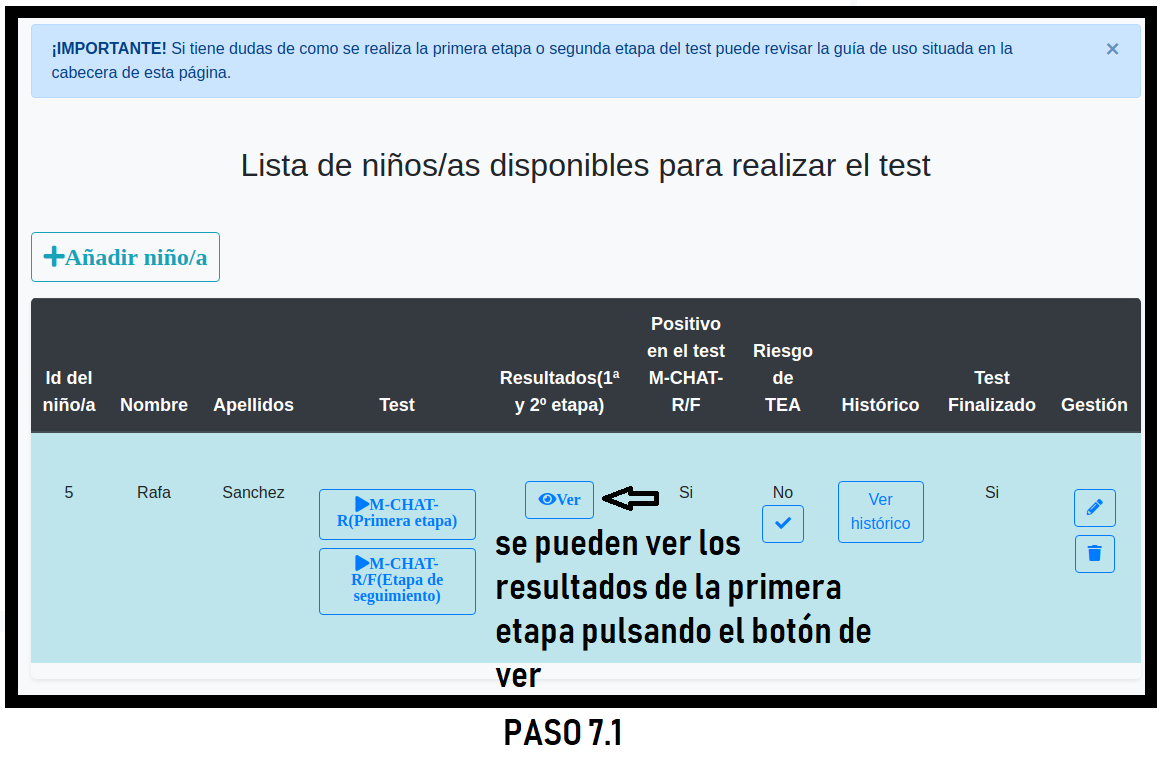 ¡IMPORTANTE! Si tiene dudas de como se realiza la primera etapa o segunda etapa del test puede revisar la guía de uso situada en la
cabecera de esta página.
×
Lista de niños/as disponibles para realizar el test
Añadir niño/a
Id del
niño/a
Nombre
Apellidos
Test
Resultados(1ª
y 2º etapa)
Positivo
en el test
M-CHAT-
R/F
Riesgo
de
TEA
Histórico
Test
Finalizado
Gestión
5
Rafa
Sanchez
M-CHAT-
R(Primera etapa)
M-CHAT-
R/F(Etapa de
seguimiento)
Ver
Si
No
Ver
histórico
Si
se pueden ver los
resultados de la primera
etapa pulsando el botón de
ver
PASO 7.1